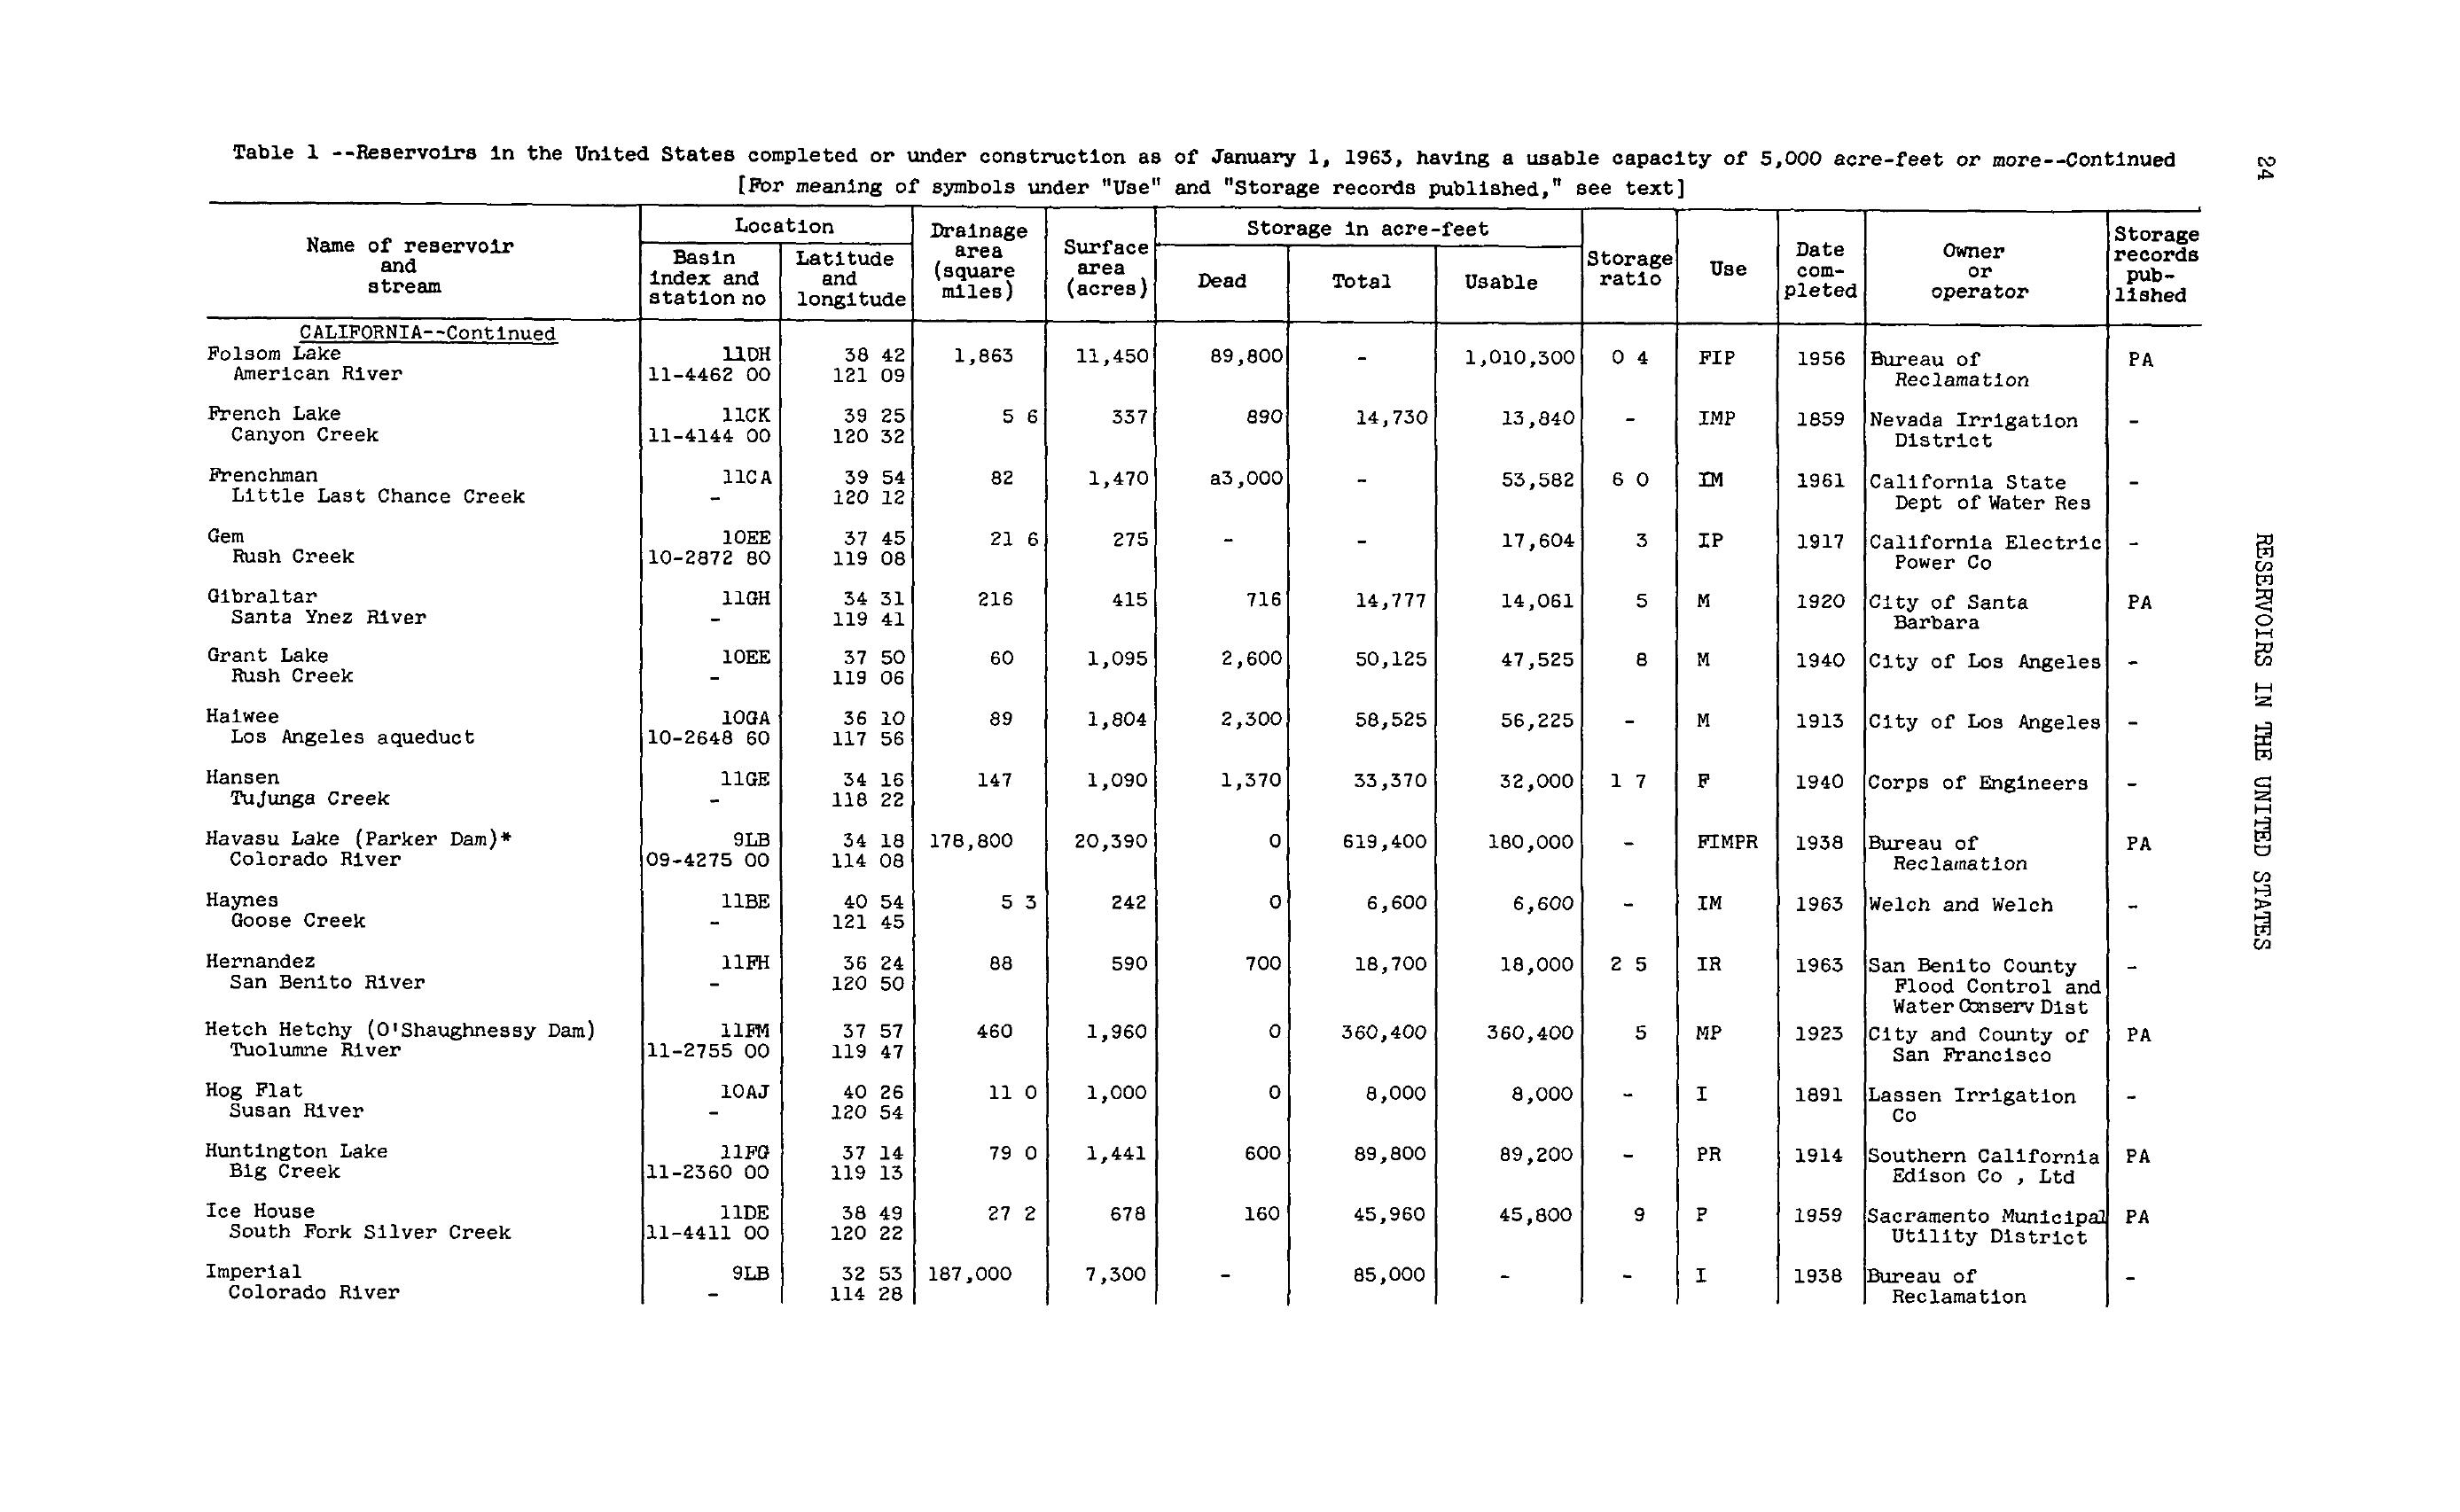 Table 1 --Reservoirs in the United States completed or under construction as of January 1, 1963, having a usable capacity of 5,000 acre-feet or more--Continued
[For meaning of symbols under "Use" and "Storage records published," see text]
24
RESERVOIRS IN THE UNITED STATES
Name of reservoir and stream
Location
Basin index and station no
Latitude and longitude
Drainage area (square miles)
Surface area (acres)
Storage in acre-feet
Dead Total Usable
Storage ratio
Use
Date com-pleted
Owner or operator
Storage records pub-lished
CALIFORNIA--Continued
Folsom Lake 11DH 38 42 1,863 11,450 89,800 - 1,010,300 0 4 FIP 1956 Bureau of PA
American River 11-4462 00 121 09 Reclamation
French Lake 11CK 39 25 5 6 337 890 14,730 13,840 - IMP 1859 Nevada Irrigation -
Canyon Creek 11-4144 00 120 32 District
Frenchman 11CA 39 54 82 1,470 a3,000 - 53,582 6 0 IM 1961 California State -
Little Last Chance Creek - 120 12 Dept of Water Res
Gem 10EE 37 45 21 6 275 - - 17,604 3 IP 1917 California Electric -
Rush Creek 10-2872 80 119 08 Power Co
Gibraltar 11GH 34 31 216 415 716 14,777 14,061 5 M 1920 City of Santa PA
Santa Ynez River - 119 41 Barbara
Grant Lake 10EE 37 50 60 1,095 2,600 50,125 47,525 8 M 1940 City of Los Angeles -
Rush Creek - 119 06
Haiwee 10GA 36 10 89 1,804 2,300 58,525 56,225 - M 1913 City of Los Angeles -
Los Angeles aqueduct 10-2648 60 117 56
Hansen 11GE 34 16 147 1,090 1,370 33,370 32,000 1 7 F 1940 Corps of Engineers -
Tujunga Creek - 118 22
Havasu Lake (Parker Dam)* 9LB 34 18 178,800 20,390 0 619,400 180,000 - FIMPR 1938 Bureau of PA
Colorado River 09-4275 00 114 08 Reclamation
Haynes 11BE 40 54 5 3 242 0 6,600 6,600 - IM 1963 Welch and Welch -
Goose Creek - 121 45
Hernandez 11FH 36 24 88 590 700 18,700 18,000 2 5 IR 1963 San Benito County -
San Benito River - 120 50 Flood Control and
Water Conserv Dist
Hetch Hetchy (O'Shaughnessy Dam) 11FM 37 57 460 1,960 0 360,400 360,400 5 MP 1923 City and County of PA
Tuolumne River 11-2755 00 119 47 San Francisco
Hog Flat 10AJ 40 26 11 0 1,000 0 8,000 8,000 - I 1891 Lassen Irrigation -
Susan River - 120 54 Co
Huntington Lake 11FG 37 14 79 0 1,441 600 89,800 89,200 - PR 1914 Southern California PA
Big Creek 11-2360 00 119 13 Edison Co , Ltd
Ice House 11DE 38 49 27 2 678 160 45,960 45,800 9 P 1959 Sacramento Municipal PA
South Fork Silver Creek 11-4411 00 120 22 Utility District
Imperial 9LB 32 53 187,000 7,300 - 85,000 - - I 1938 Bureau of -
Colorado River - 114 28 Reclamation